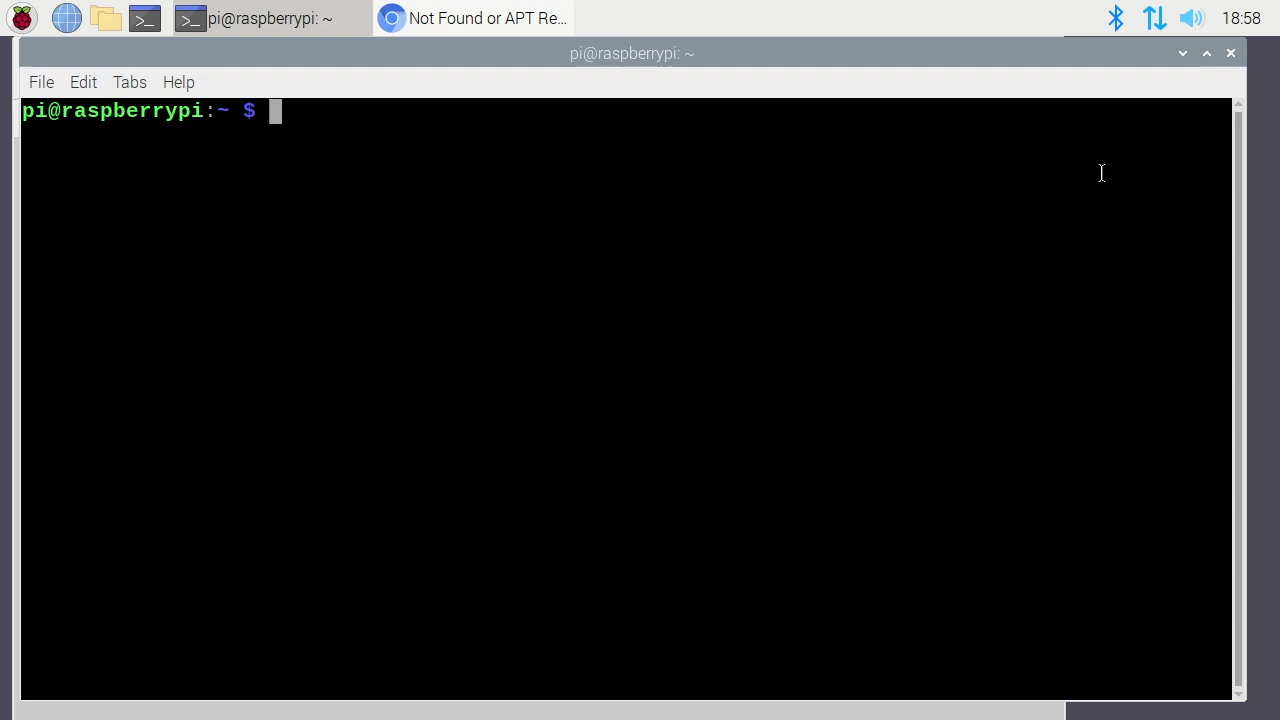 pi@raspberrypi: ~
Not Found or APT Re...
18:58
pi@raspberrypi: ~
File Edit Tabs Help
pi@raspberrypi:~ $